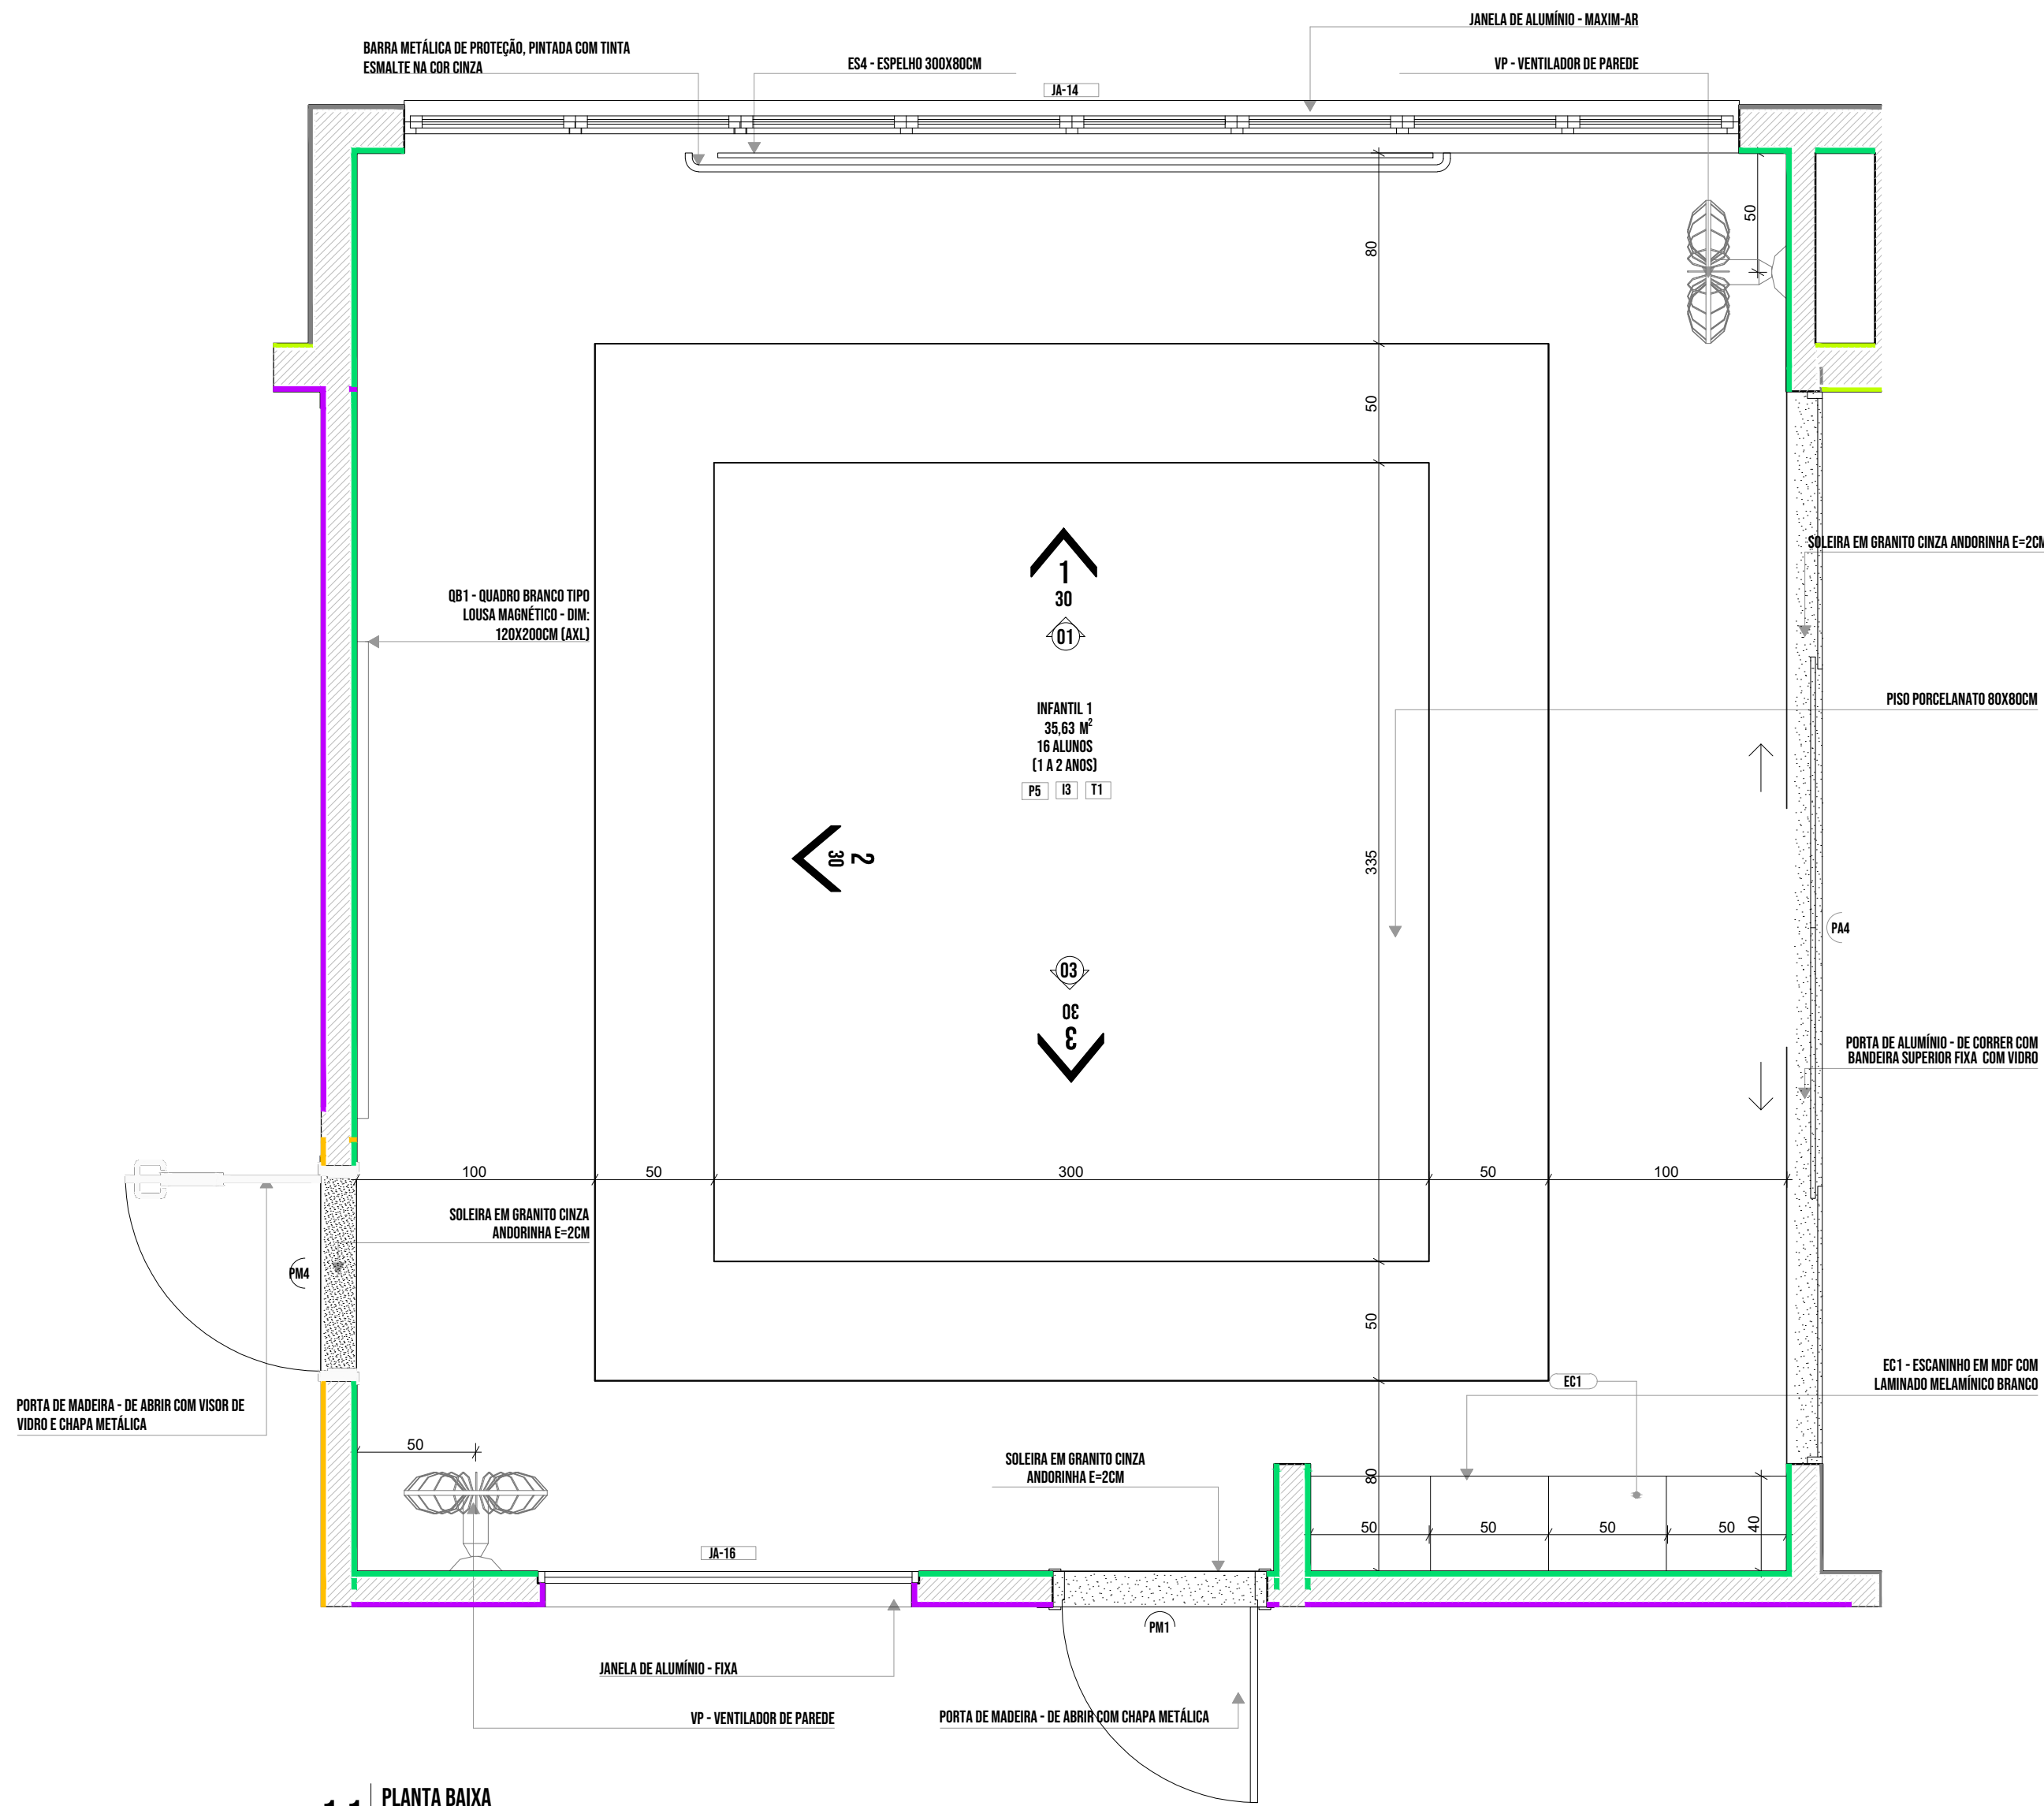 JANELA DE ALUMÍNIO - MAXIM-AR
BARRA METÁLICA DE PROTEÇÃO, PINTADA COM TINTA
ESMALTE NA COR CINZA
ES4 - ESPELHO 300X80CM
VP - VENTILADOR DE PAREDE
JA-14
50
80
50
SOLEIRA EM GRANITO CINZA ANDORINHA E=2CM
1
30
01
QB1 - QUADRO BRANCO TIPO
LOUSA MAGNÉTICO - DIM:
120X200CM (AXL)
INFANTIL 1
35,63 M²
16 ALUNOS
(1 A 2 ANOS)
P5 I3 T1
PISO PORCELANATO 80X80CM
2
30
335
PA4
03
30
3
PORTA DE ALUMÍNIO - DE CORRER COM
BANDEIRA SUPERIOR FIXA COM VIDRO
100 50 300 50 100
SOLEIRA EM GRANITO CINZA
ANDORINHA E=2CM
PM4
50
EC1
EC1 - ESCANINHO EM MDF COM
LAMINADO MELAMÍNICO BRANCO
PORTA DE MADEIRA - DE ABRIR COM VISOR DE
VIDRO E CHAPA METÁLICA
50
SOLEIRA EM GRANITO CINZA
ANDORINHA E=2CM
80
50 50 50 50
40
JA-16
PM1
JANELA DE ALUMÍNIO - FIXA
VP - VENTILADOR DE PAREDE
PORTA DE MADEIRA - DE ABRIR COM CHAPA METÁLICA
PLANTA BAIXA